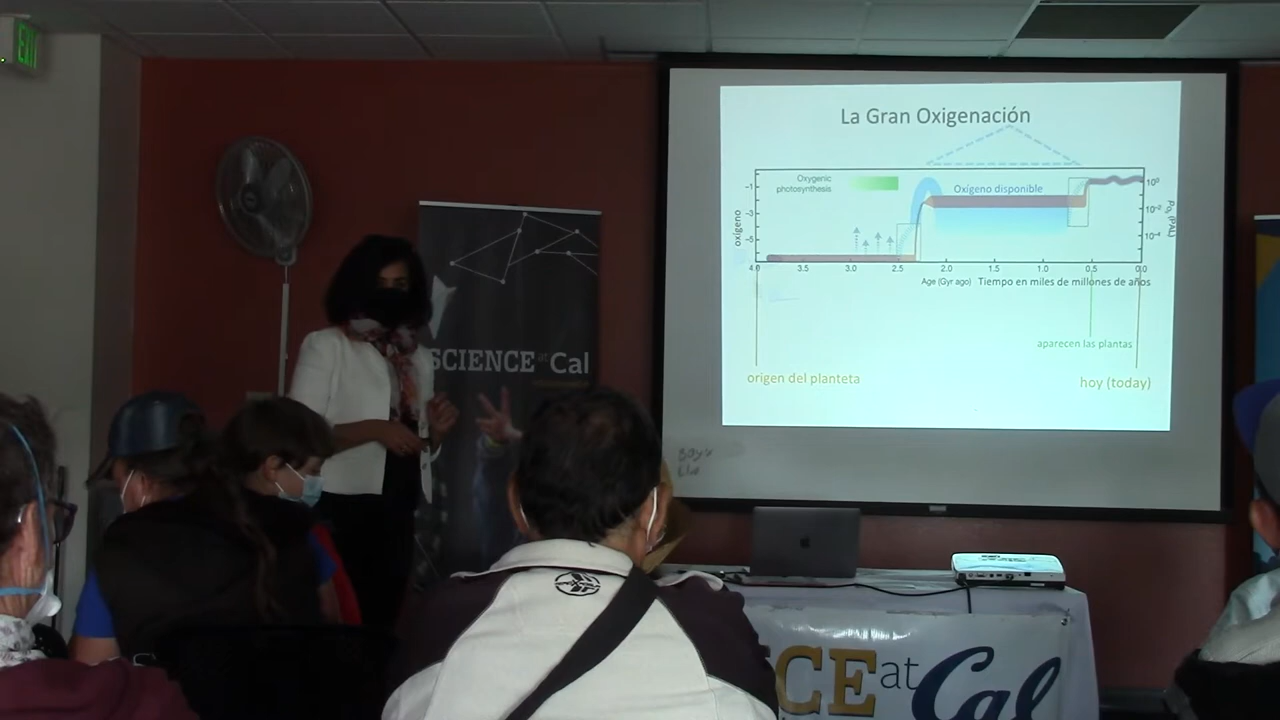 EXIT
La Gran Oxigenación
Oxygenic
photosynthesis
Oxígeno disponible
oxígeno
-1
-3
-5
10⁰
10⁻²
10⁻⁴
4.0 3.5 3.0 2.5 2.0 1.5 1.0 0.5 0.0
Age (Gyr ago) Tiempo en miles de millones de años
aparecen las plantas
origen del planteta
hoy (today)
SCIENCE at Cal
CE at Cal